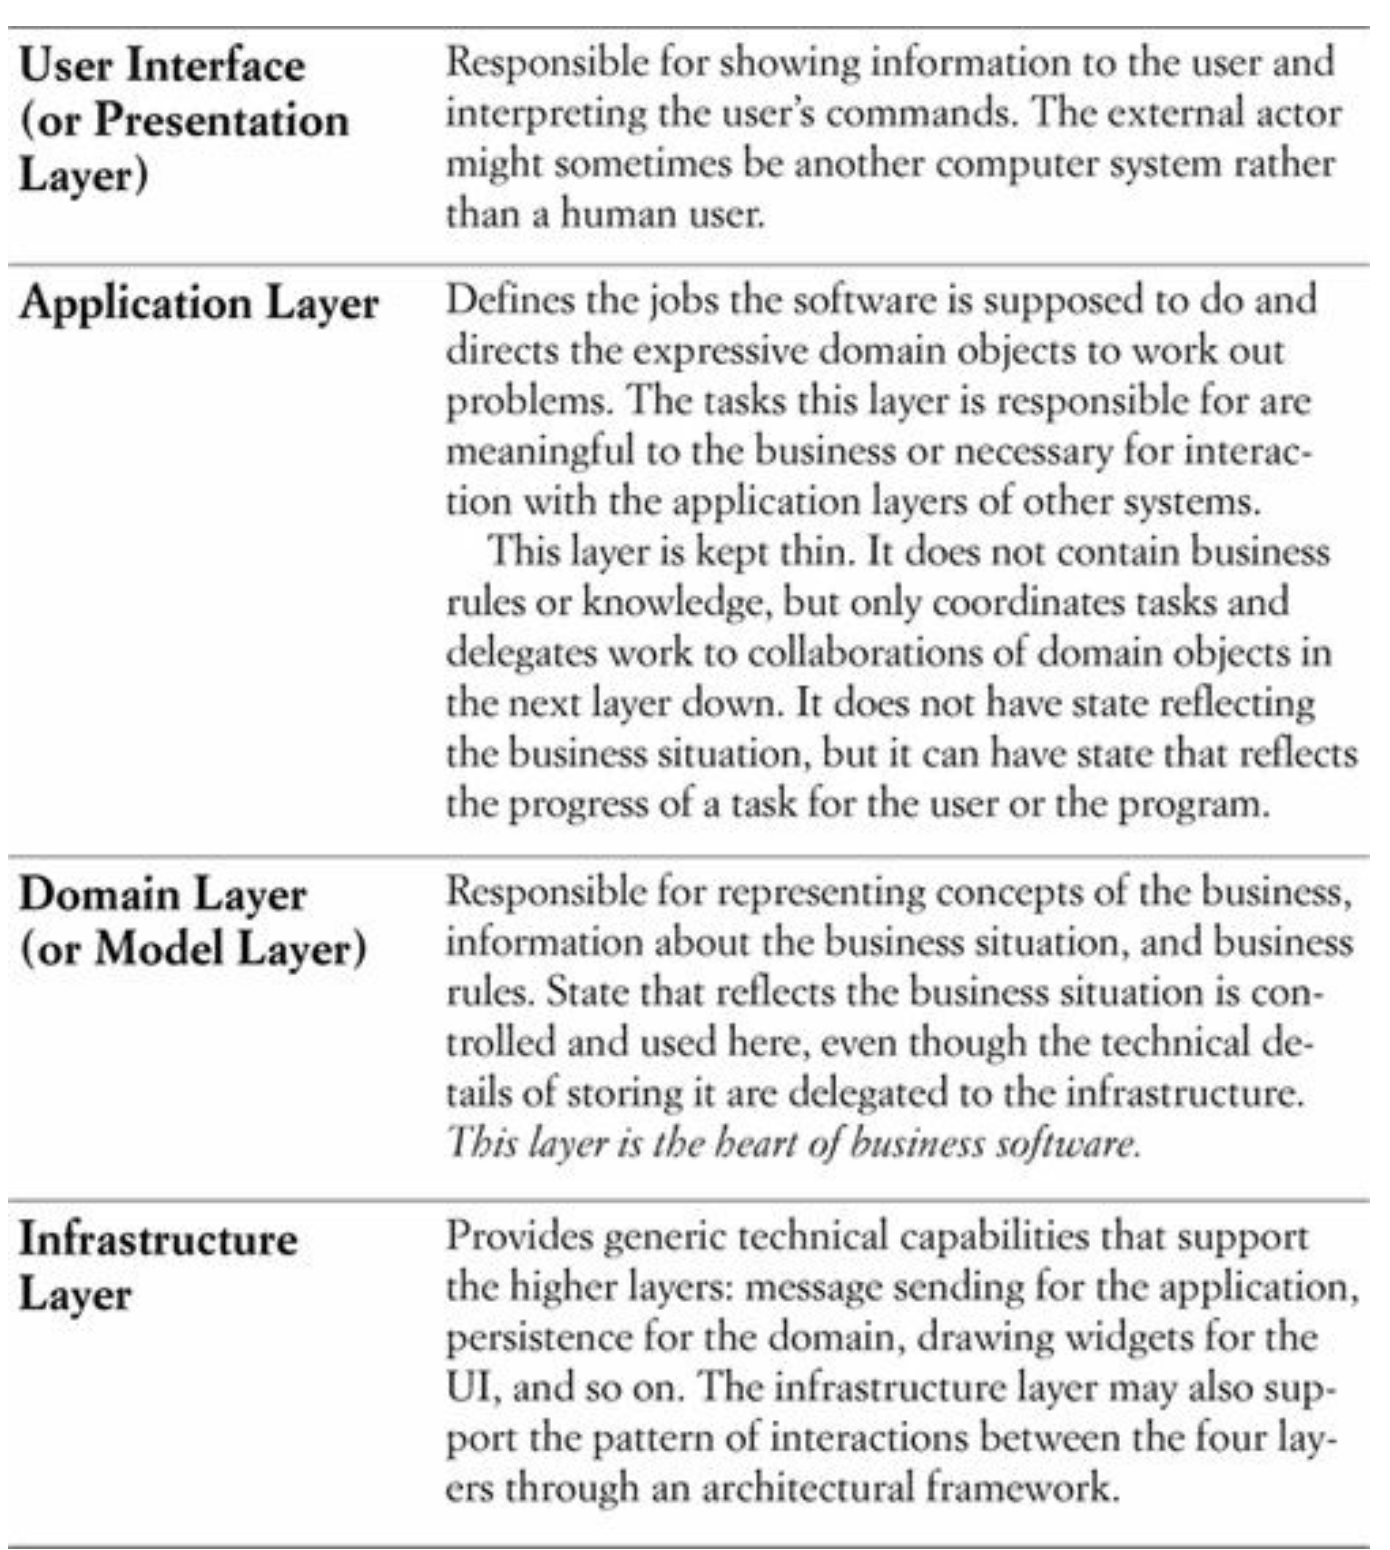 User Interface
(or Presentation
Layer)
Responsible for showing information to the user and
interpreting the user's commands. The external actor
might sometimes be another computer system rather
than a human user.
Application Layer
Defines the jobs the software is supposed to do and
directs the expressive domain objects to work out
problems. The tasks this layer is responsible for are
meaningful to the business or necessary for interac-
tion with the application layers of other systems.
This layer is kept thin. It does not contain business
rules or knowledge, but only coordinates tasks and
delegates work to collaborations of domain objects in
the next layer down. It does not have state reflecting
the business situation, but it can have state that reflects
the progress of a task for the user or the program.
Domain Layer
(or Model Layer)
Responsible for representing concepts of the business,
information about the business situation, and business
rules. State that reflects the business situation is con-
trolled and used here, even though the technical de-
tails of storing it are delegated to the infrastructure.
This layer is the heart of business software.
Infrastructure
Layer
Provides generic technical capabilities that support
the higher layers: message sending for the application,
persistence for the domain, drawing widgets for the
UI, and so on. The infrastructure layer may also sup-
port the pattern of interactions between the four lay-
ers through an architectural framework.